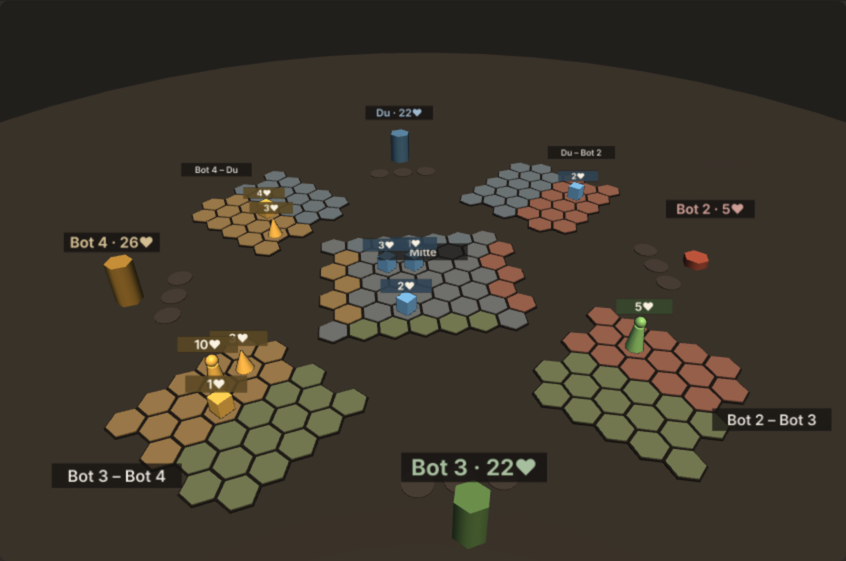 Du · 22♥
Du – Bot 2
Bot 4 – Du
2♥
4♥
3♥
Bot 2 · 5♥
Bot 4 · 26♥
3♥
♥
Mitte
2♥
5♥
10♥
♥
1♥
Bot 2 – Bot 3
Bot 3 · 22♥
Bot 3 – Bot 4